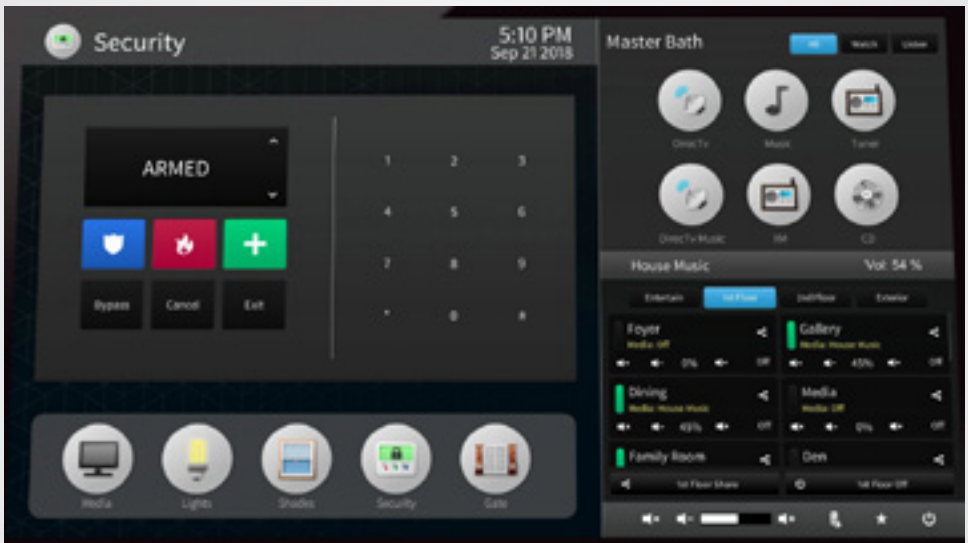 Security
5:10 PM
Sep 21 2018
ARMED
Bypass Cancel Exit
1 2 3
4 5 6
7 8 9
* 0 #
Media Lights Shades Security Gate
Master Bath
All Watch Listen
DirecTv Music Tuner
DirecTv Music XM CD
House Music Vol: 54 %
Entertain 1st Floor 2nd Floor Exterior
Foyer
Media: Off
0% Off
Gallery
Media: House Music
45% Off
Dining
Media: House Music
49% Off
Media
Media: Off
0% Off
Family Room
Den
1st Floor Share
1st Floor Off